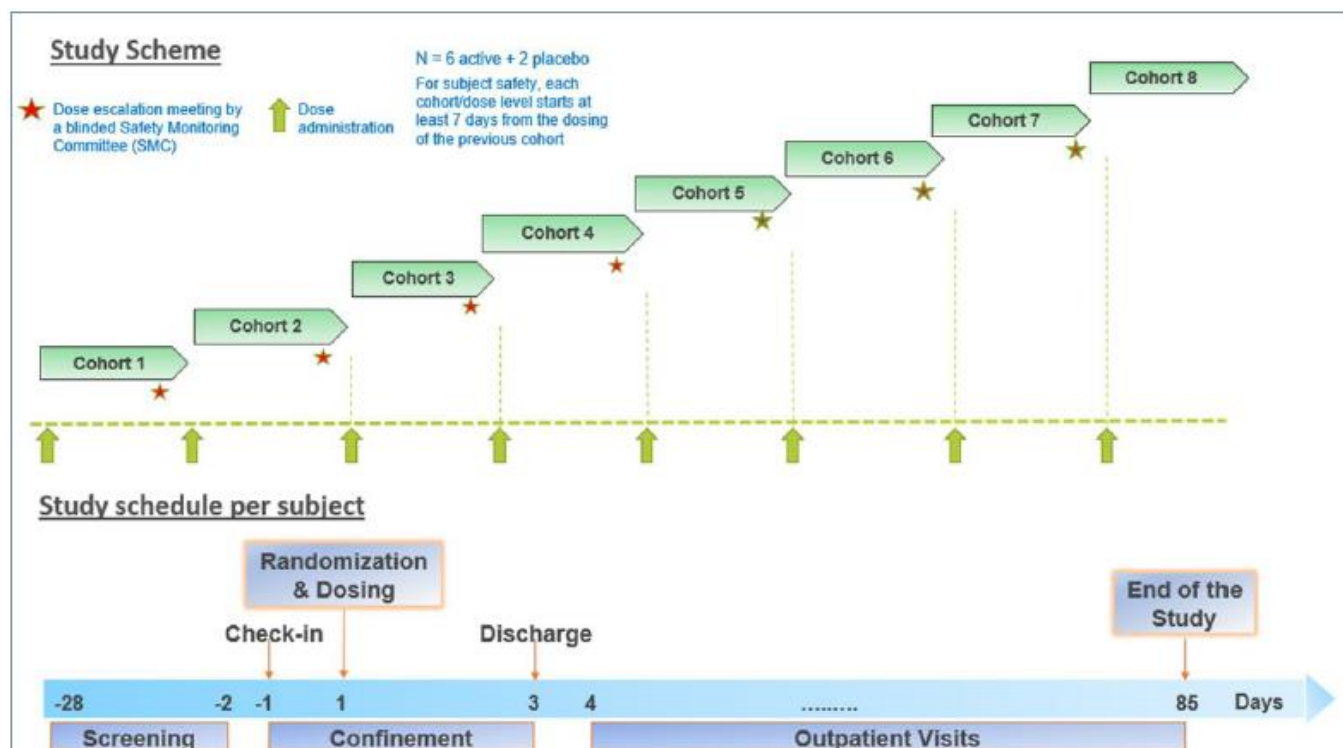 Study Scheme
Dose escalation meeting by
a blinded Safety Monitoring
Committee (SMC)
Dose
administration
N = 6 active + 2 placebo
For subject safety, each
cohort/dose level starts at
least 7 days from the dosing
of the previous cohort
Cohort 8
Cohort 7
Cohort 6
Cohort 5
Cohort 4
Cohort 3
Cohort 2
Cohort 1
Study schedule per subject
Randomization
& Dosing
End of the
Study
Check-in
Discharge
-28 -2 -1 1 3 4 ......... 85 Days
Screening Confinement Outpatient Visits